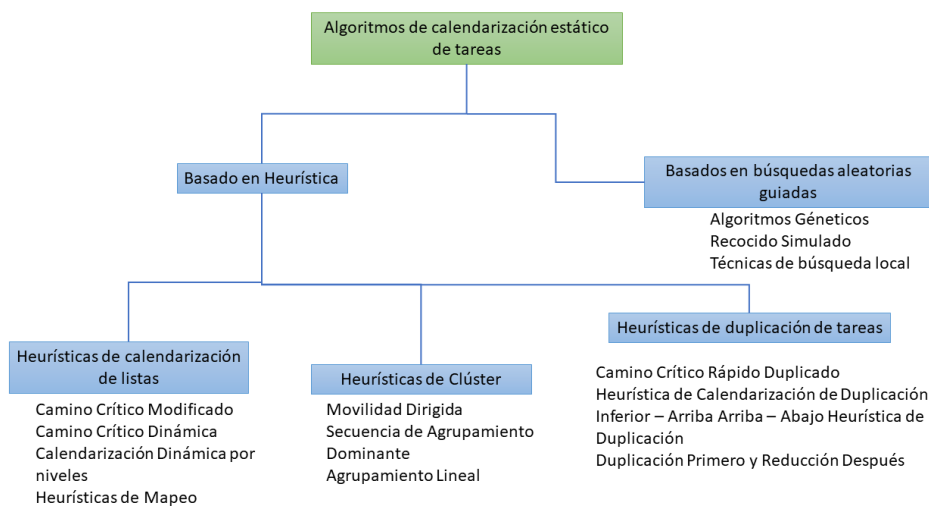 Algoritmos de calendarización estático
de tareas
Basado en Heurística
Basados en búsquedas aleatorias
guiadas
Algoritmos Géneticos
Recocido Simulado
Técnicas de búsqueda local
Heurísticas de calendarización
de listas
Camino Crítico Modificado
Camino Crítico Dinámica
Calendarización Dinámica por
niveles
Heurísticas de Mapeo
Heurísticas de Clúster
Movilidad Dirigida
Secuencia de Agrupamiento
Dominante
Agrupamiento Lineal
Heurísticas de duplicación de tareas
Camino Crítico Rápido Duplicado
Heurística de Calendarización de Duplicación
Inferior – Arriba Arriba – Abajo Heurística de
Duplicación
Duplicación Primero y Reducción Después